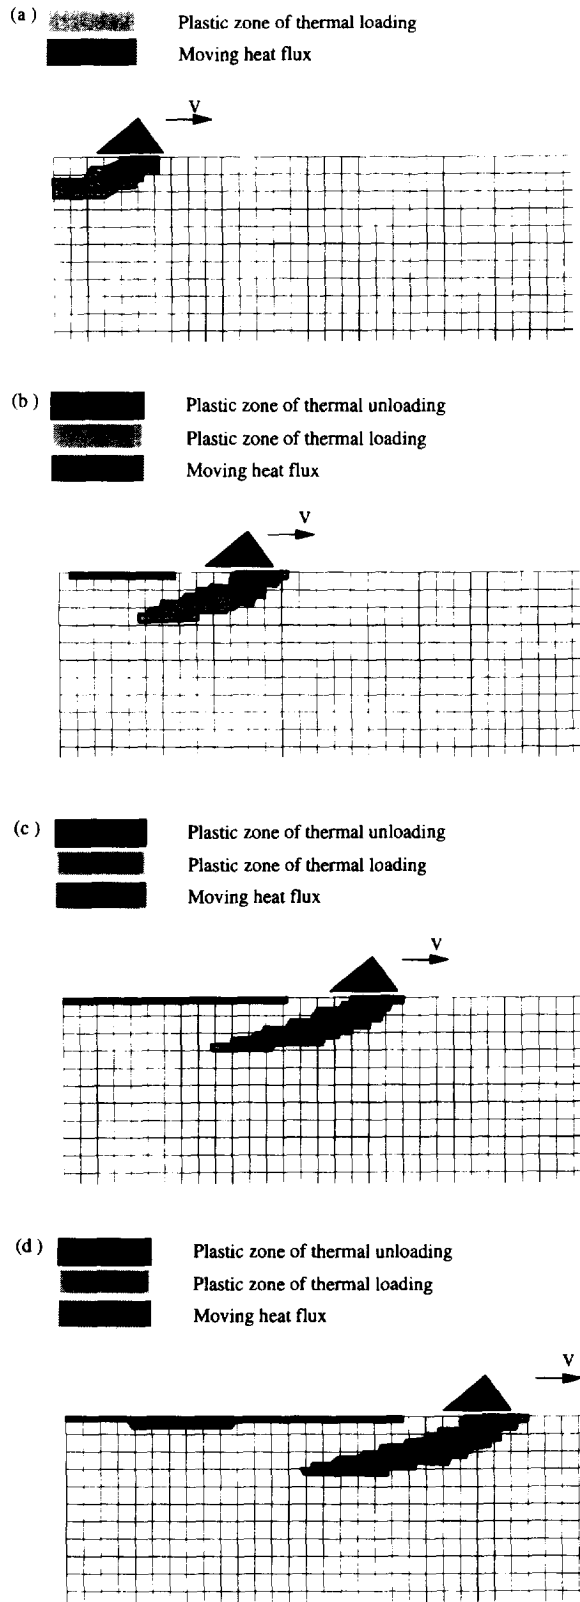 (a)
Plastic zone of thermal loading
Moving heat flux
V
(b)
Plastic zone of thermal unloading
Plastic zone of thermal loading
Moving heat flux
V
(c)
Plastic zone of thermal unloading
Plastic zone of thermal loading
Moving heat flux
V
(d)
Plastic zone of thermal unloading
Plastic zone of thermal loading
Moving heat flux
V